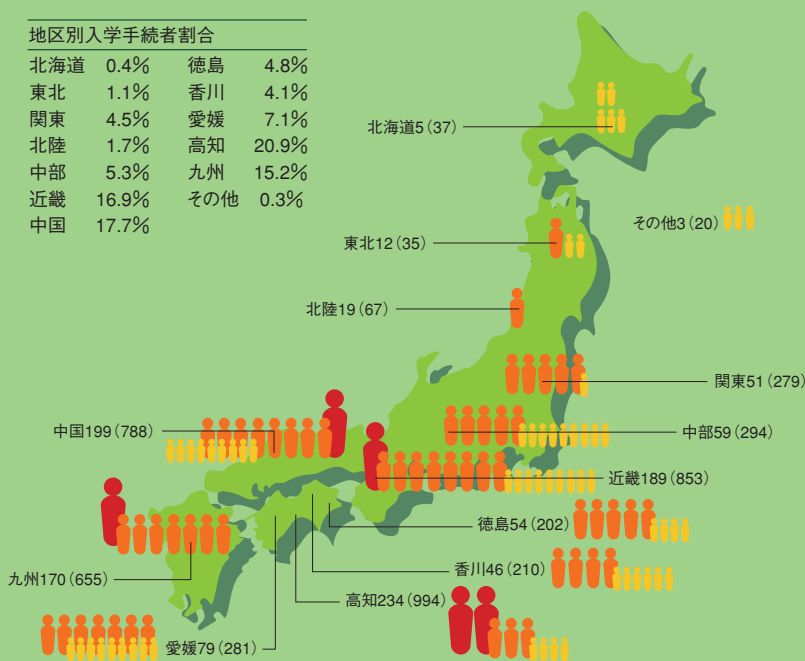 地区別入学手続者割合
北海道 0.4% 徳島 4.8%
東北 1.1% 香川 4.1%
関東 4.5% 愛媛 7.1%
北陸 1.7% 高知 20.9%
中部 5.3% 九州 15.2%
近畿 16.9% その他 0.3%
中国 17.7%
北海道5(37)
その他3(20)
東北12(35)
北陸19(67)
関東51(279)
中国199(788)
中部59(294)
近畿189(853)
徳島54(202)
香川46(210)
九州170(655)
高知234(994)
愛媛79(281)